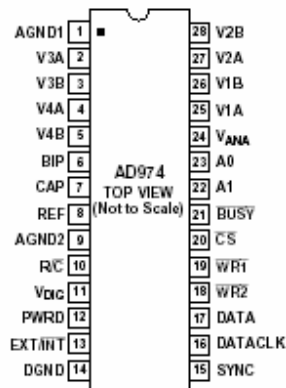 AGND1 1 28 V2B
V3A 2 27 V2A
V3B 3 26 V1B
V4A 4 25 V1A
V4B 5 24 VANA
BIP 6 23 A0
CAP 7 22 A1
REF 8 21 BUSY
AGND2 9 20 CS
R/C 10 19 WR1
VDIG 11 18 WR2
PWRD 12 17 DATA
EXT/INT 13 16 DATACLK
DGND 14 15 SYNC
AD974
TOP VIEW
(Not to Scale)